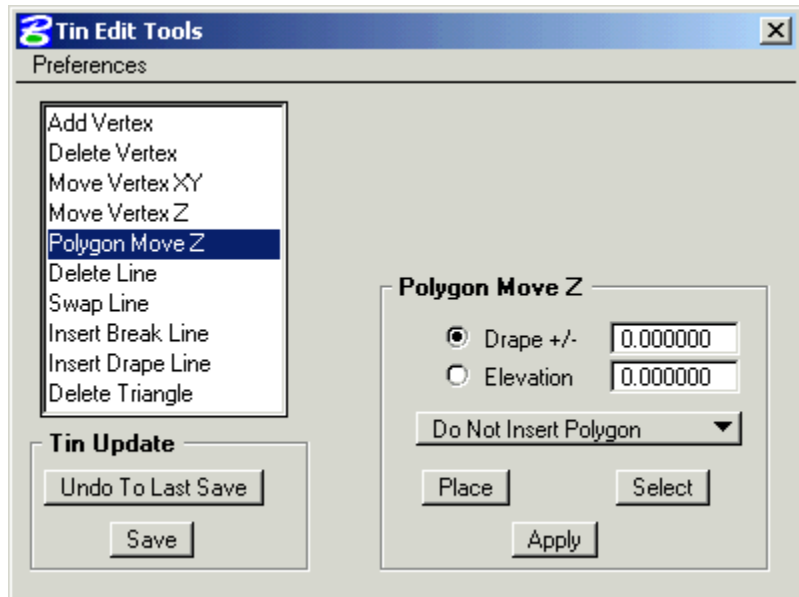 Tin Edit Tools
Preferences
Add Vertex
Delete Vertex
Move Vertex XY
Move Vertex Z
Polygon Move Z
Delete Line
Swap Line
Insert Break Line
Insert Drape Line
Delete Triangle
Tin Update
Undo To Last Save
Save
Polygon Move Z
Drape +/- 0.000000
Elevation 0.000000
Do Not Insert Polygon
Place Select
Apply